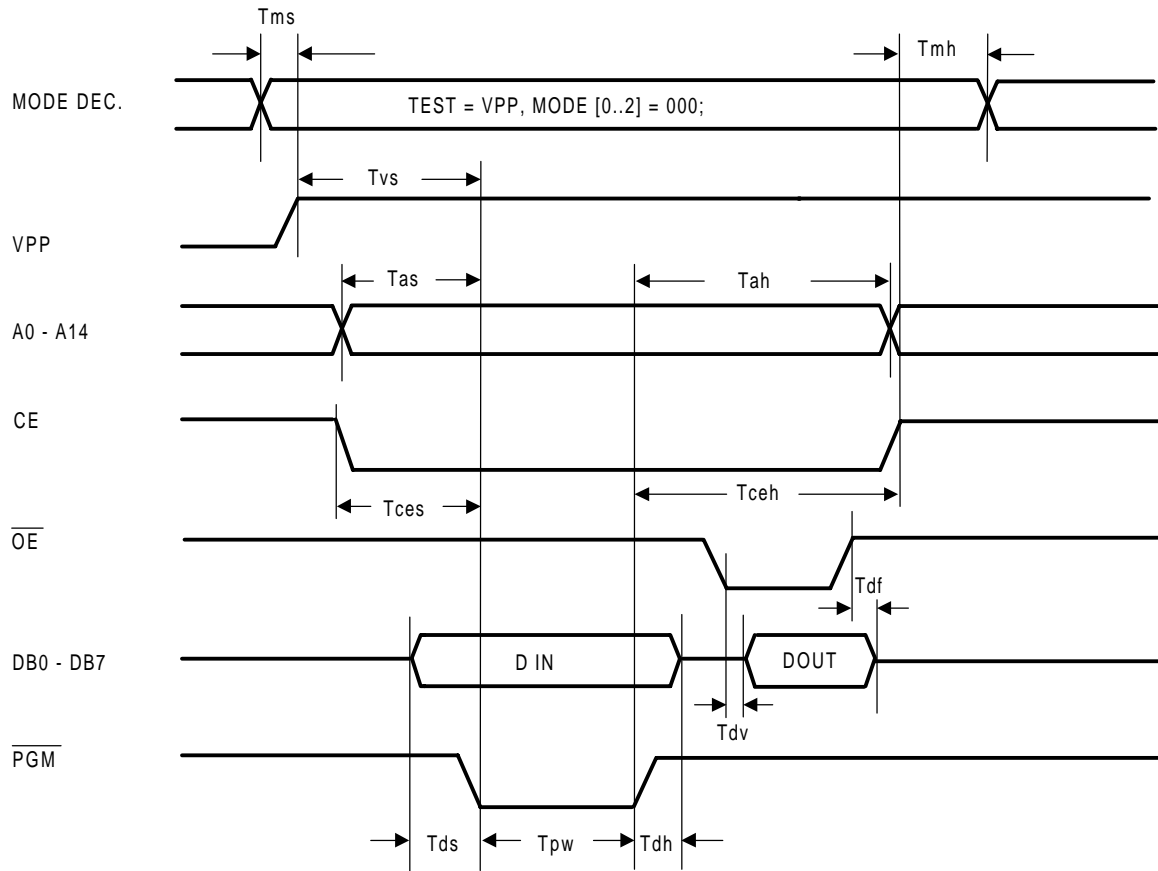 Tms
Tmh
MODE DEC.
TEST = VPP, MODE [0..2] = 000;
Tvs
VPP
Tas
Tah
A0 - A14
CE
Tces
Tceh
OE
Tdf
DB0 - DB7
D IN
DOUT
Tdv
PGM
Tds
Tpw
Tdh